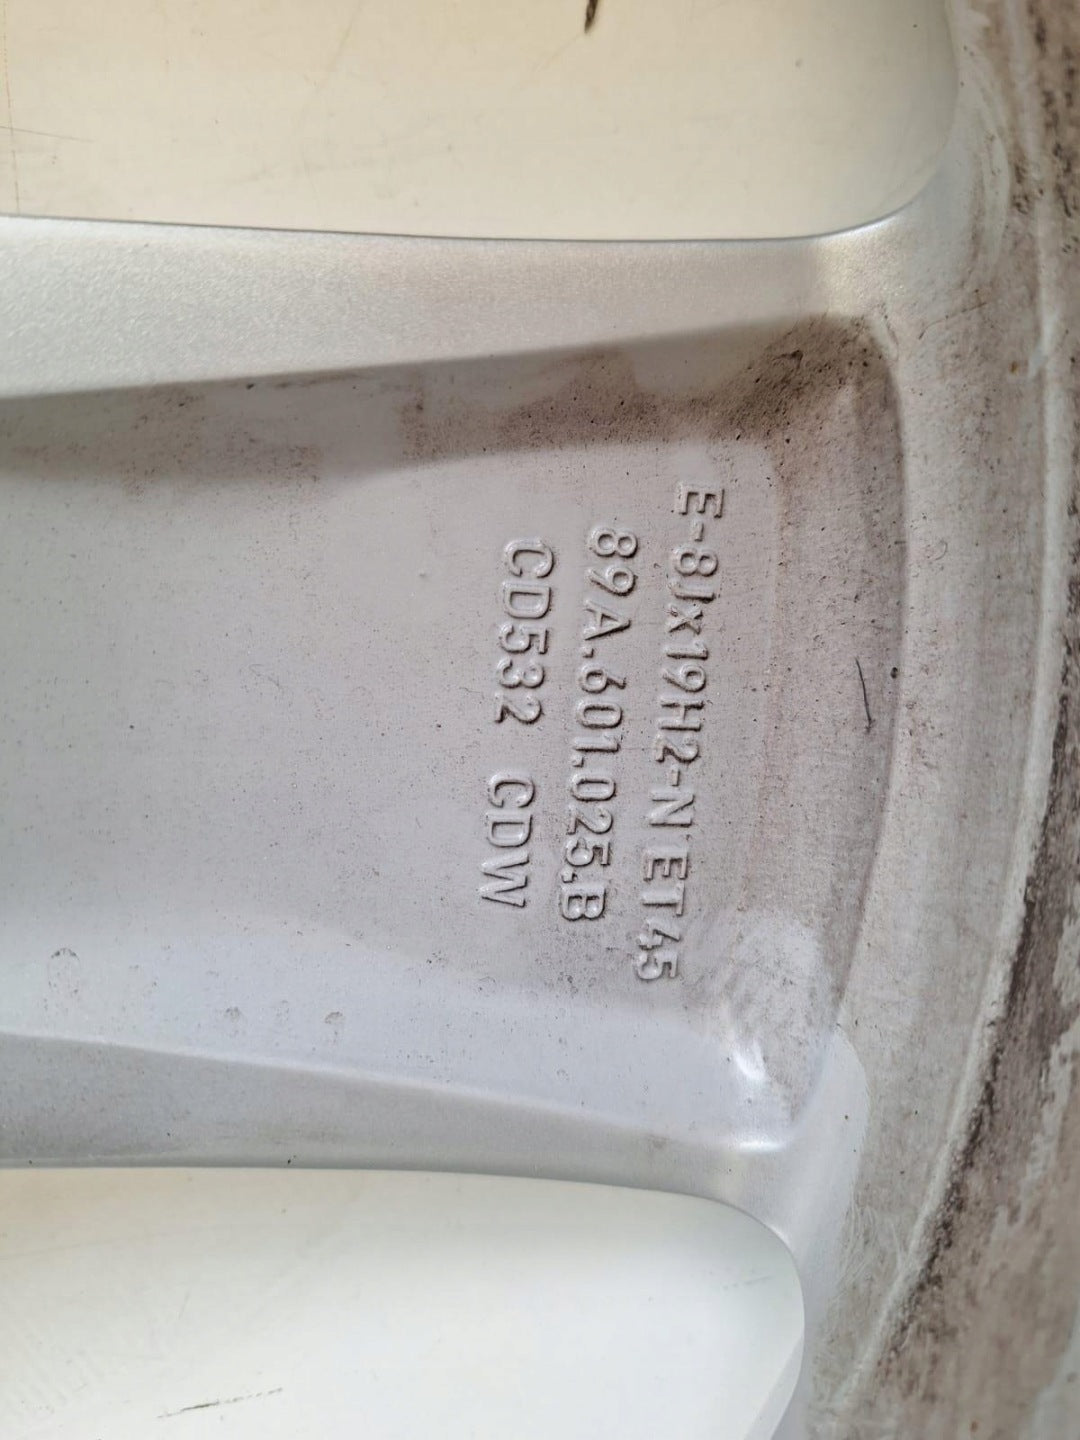 E-8Jx19H2-N ET45
89A.601.025.B
CD532 CDW